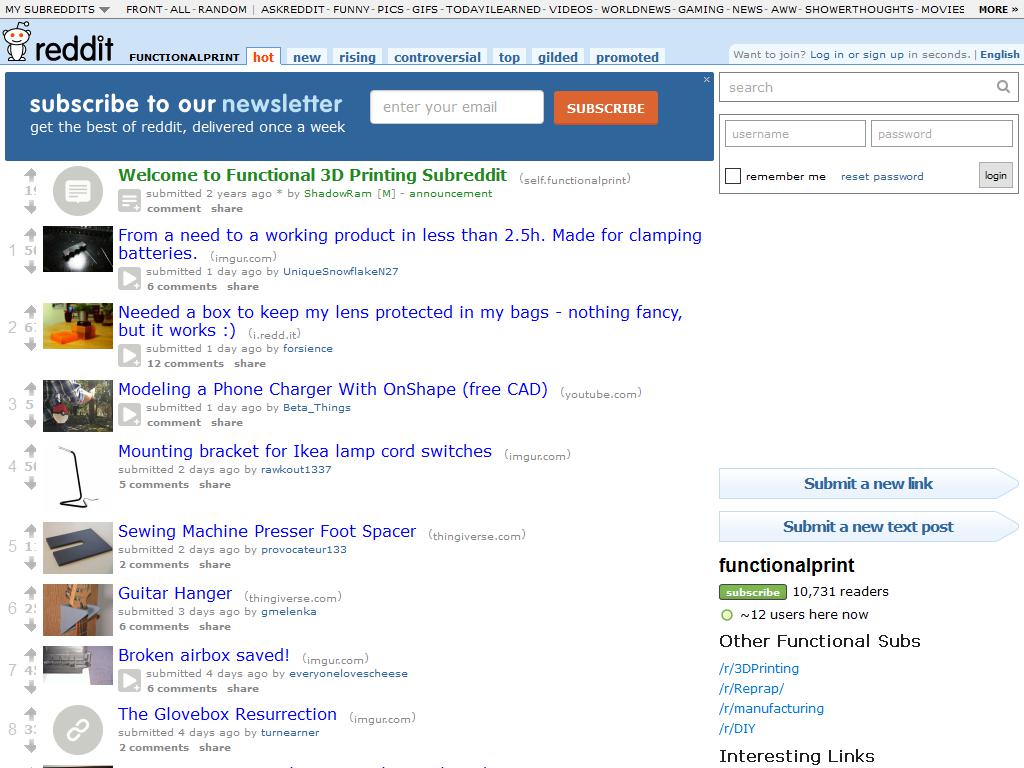 MY SUBREDDITS FRONT - ALL - RANDOM | ASKREDDIT - FUNNY - PICS - GIFS - TODAYILEARNED - VIDEOS - WORLDNEWS - GAMING - NEWS - AWW - SHOWERTHOUGHTS - MOVIES MORE »
reddit FUNCTIONALPRINT hot new rising controversial top gilded promoted
Want to join? Log in or sign up in seconds. | English
subscribe to our newsletter
get the best of reddit, delivered once a week
enter your email
SUBSCRIBE
×
search
username
password
remember me
reset password
login
Welcome to Functional 3D Printing Subreddit (self.functionalprint)
submitted 2 years ago * by ShadowRam [M] - announcement
comment share
1
From a need to a working product in less than 2.5h. Made for clamping
batteries. (imgur.com)
submitted 1 day ago by UniqueSnowflakeN27
6 comments share
2
Needed a box to keep my lens protected in my bags - nothing fancy,
but it works :) (i.redd.it)
submitted 1 day ago by forsience
12 comments share
3
Modeling a Phone Charger With OnShape (free CAD) (youtube.com)
submitted 1 day ago by Beta_Things
comment share
4
Mounting bracket for Ikea lamp cord switches (imgur.com)
submitted 2 days ago by rawkout1337
5 comments share
5
Sewing Machine Presser Foot Spacer (thingiverse.com)
submitted 2 days ago by provocateur133
2 comments share
6
Guitar Hanger (thingiverse.com)
submitted 3 days ago by gmelenka
6 comments share
7
Broken airbox saved! (imgur.com)
submitted 4 days ago by everyonelovescheese
6 comments share
8
The Glovebox Resurrection (imgur.com)
submitted 4 days ago by turnearner
2 comments share
Submit a new link
Submit a new text post
functionalprint
subscribe 10,731 readers
~12 users here now
Other Functional Subs
/r/3DPrinting
/r/Reprap/
/r/manufacturing
/r/DIY
Interesting Links